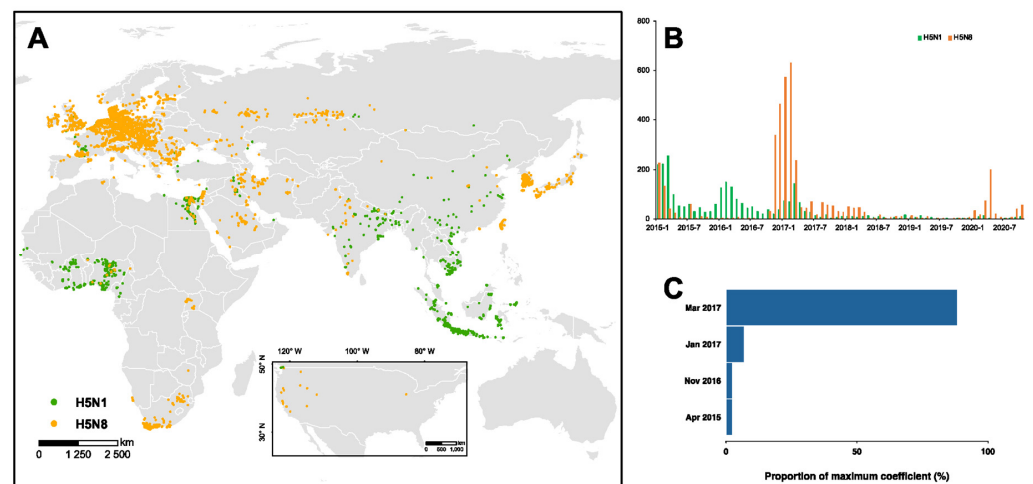 A
120° W
100° W
80° W
50° N
30° N
km
0 500 1,000
H5N1
H5N8
km
0 1 250 2 500
B
H5N1
H5N8
800
600
400
200
0
2015-1 2015-7 2016-1 2016-7 2017-1 2017-7 2018-1 2018-7 2019-1 2019-7 2020-1 2020-7
C
Mar 2017
Jan 2017
Nov 2016
Apr 2015
0 50 100
Proportion of maximum coefficient (%)